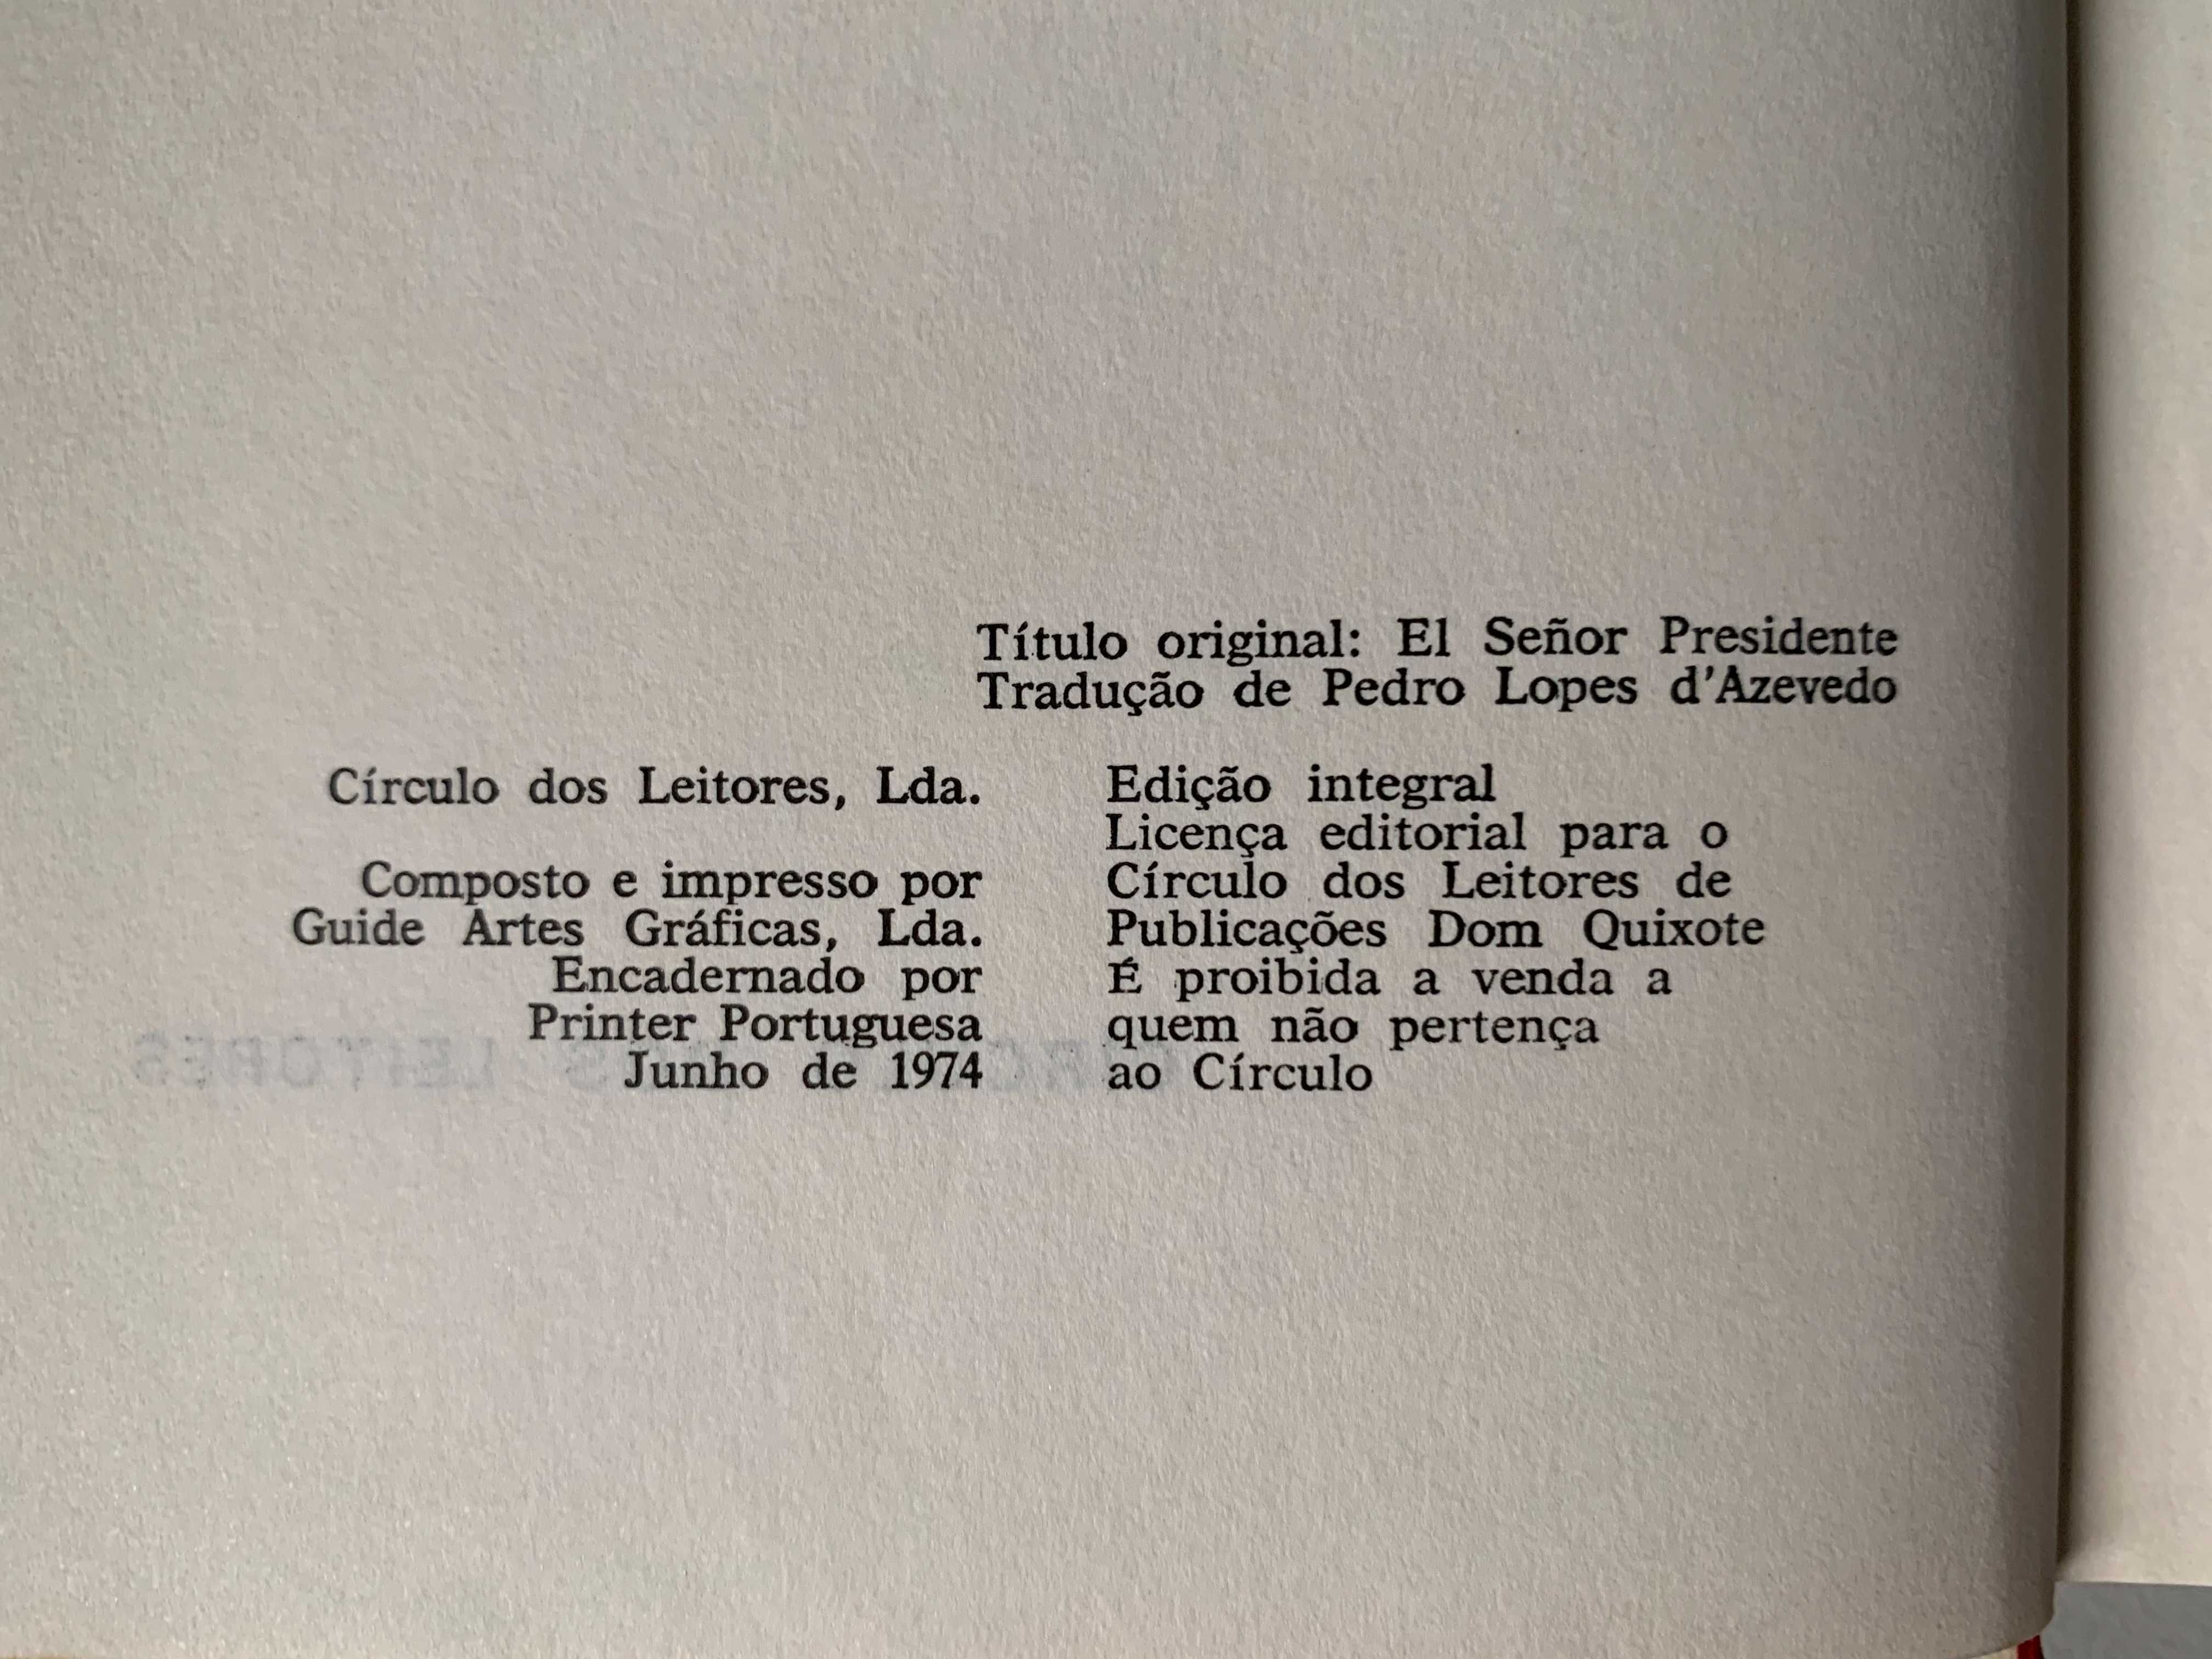 Título original: El Señor Presidente
Tradução de Pedro Lopes d'Azevedo
Círculo dos Leitores, Lda.
Composto e impresso por
Guide Artes Gráficas, Lda.
Encadernado por
Printer Portuguesa
Junho de 1974
Edição integral
Licença editorial para o
Círculo dos Leitores de
Publicações Dom Quixote
É proibida a venda a
quem não pertença
ao Círculo